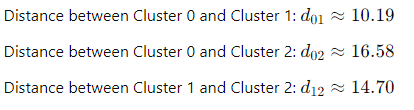 Distance between Cluster 0 and Cluster 1: d₀₁ ≈ 10.19
Distance between Cluster 0 and Cluster 2: d₀₂ ≈ 16.58
Distance between Cluster 1 and Cluster 2: d₁₂ ≈ 14.70